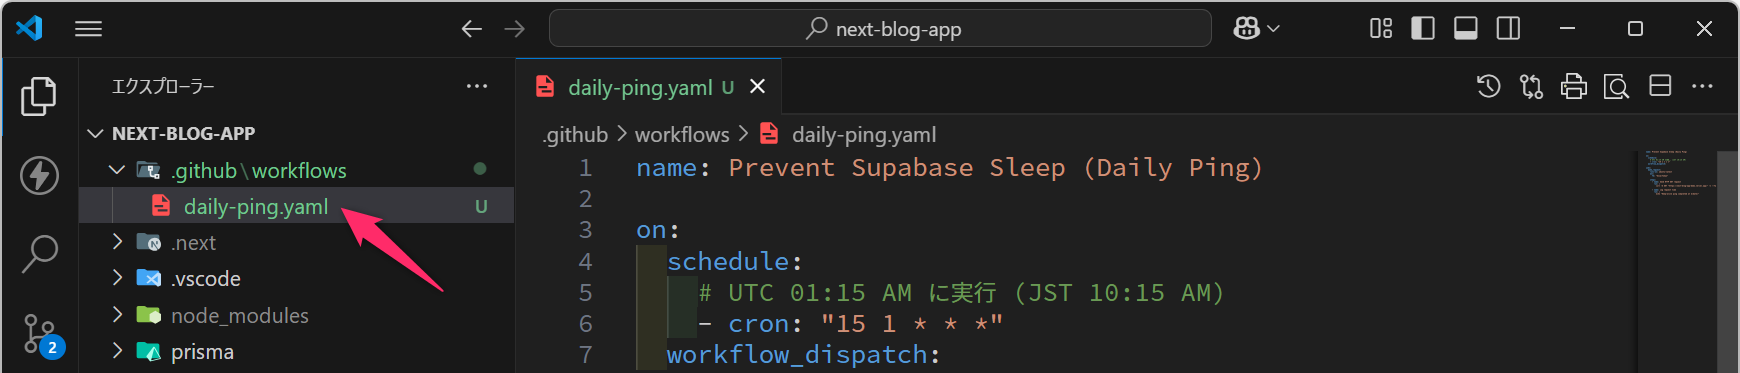 next-blog-app
エクスプローラー
NEXT-BLOG-APP
.github\workflows
daily-ping.yaml U
.next
.vscode
node_modules
prisma
2
daily-ping.yaml U
.github > workflows > daily-ping.yaml
1 name: Prevent Supabase Sleep (Daily Ping)
2
3 on:
4 schedule:
5 # UTC 01:15 AM に実行 (JST 10:15 AM)
6 - cron: "15 1 * * *"
7 workflow_dispatch: